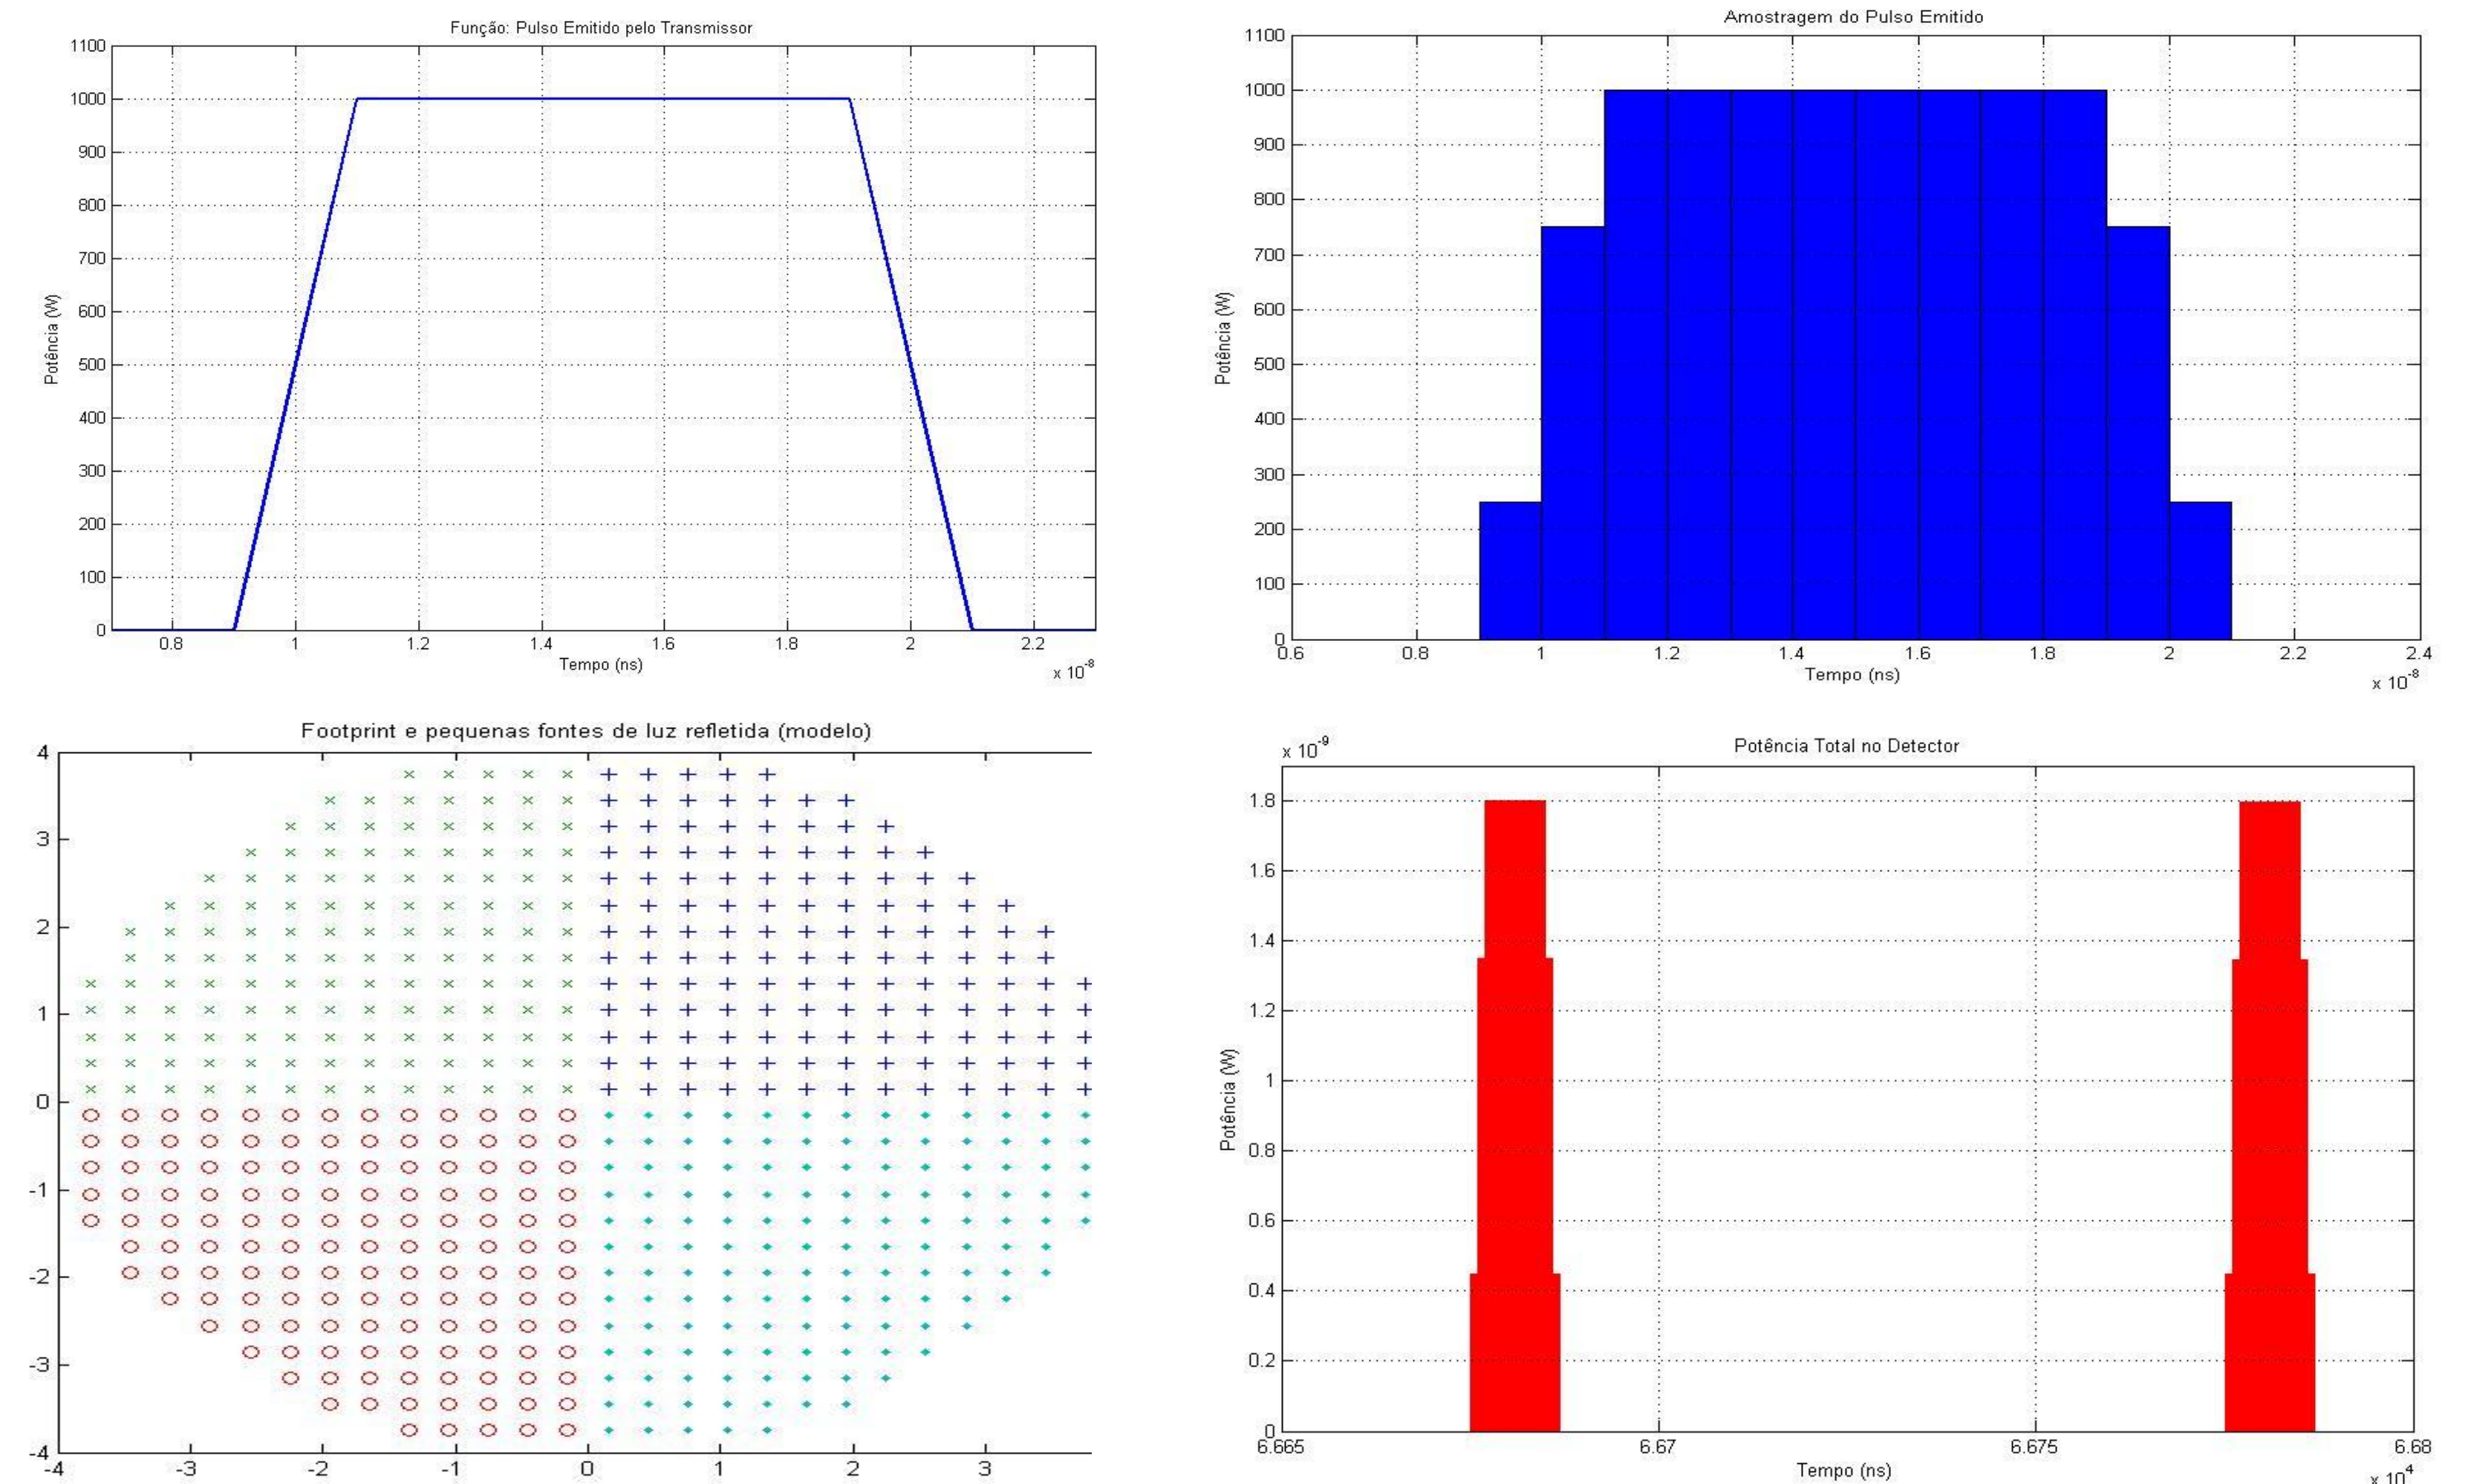 Função: Pulso Emitido pelo Transmissor
1100
1000
900
800
700
600
500
400
300
200
100
0
Potência (W)
0.8 1 1.2 1.4 1.6 1.8 2 2.2
Tempo (ns)
x 10-8
Amostragem do Pulso Emitido
1100
1000
900
800
700
600
500
400
300
200
100
0
Potência (W)
0.6 0.8 1 1.2 1.4 1.6 1.8 2 2.2 2.4
Tempo (ns)
x 10-8
Footprint e pequenas fontes de luz refletida (modelo)
4
3
2
1
0
-1
-2
-3
-4
-4 -3 -2 -1 0 1 2 3
Potência Total no Detector
x 10-9
1.8
1.6
1.4
1.2
1
0.8
0.6
0.4
0.2
0
Potência (W)
6.665 6.67 6.675 6.68
Tempo (ns)
x 104